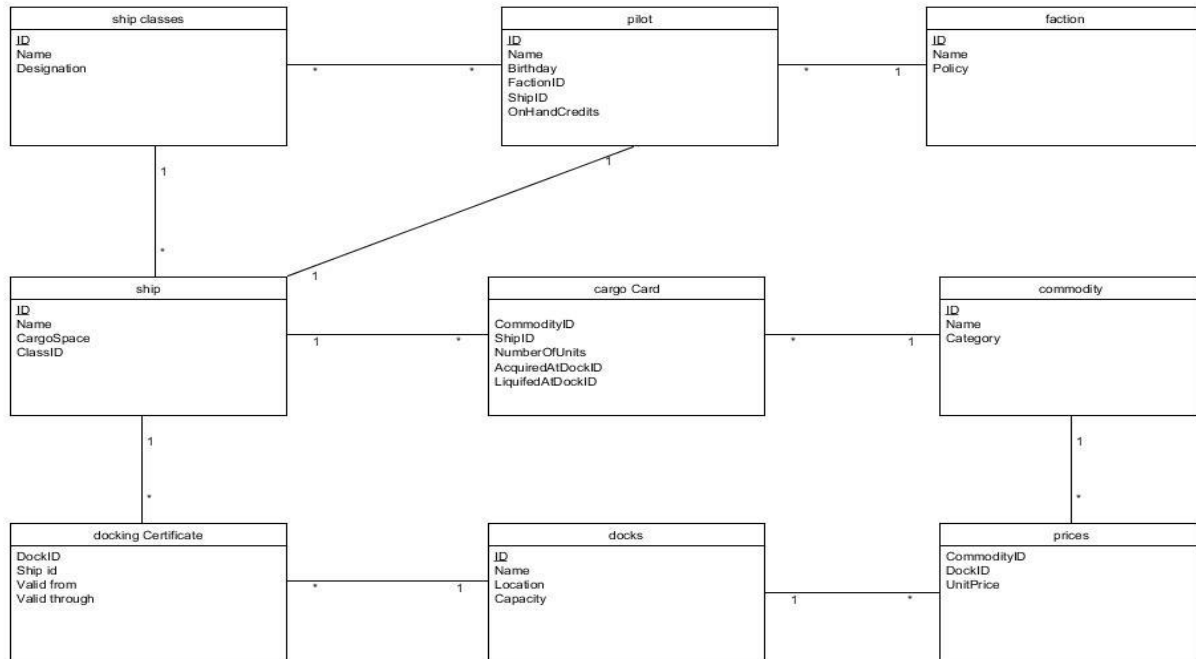 ship classes
ID
Name
Designation
* *
pilot
ID
Name
Birthday
FactionID
ShipID
OnHandCredits
* 1
faction
ID
Name
Policy
1
*
1
1
ship
ID
Name
CargoSpace
ClassID
1 *
cargo Card
CommodityID
ShipID
NumberOfUnits
AcquiredAtDockID
LiquifedAtDockID
* 1
commodity
ID
Name
Category
1
*
1
*
docking Certificate
DockID
Ship id
Valid from
Valid through
* 1
docks
ID
Name
Location
Capacity
1 *
prices
CommodityID
DockID
UnitPrice